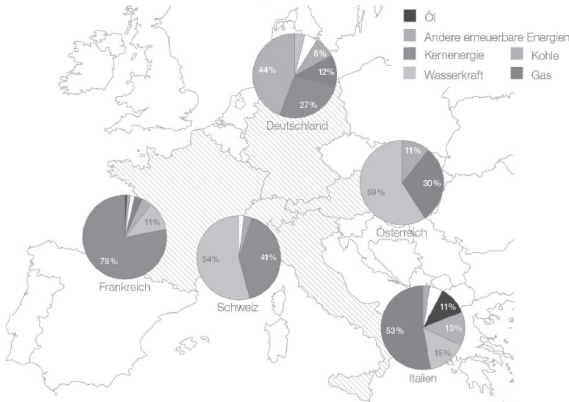 Öl
Andere erneuerbare Energien
Kernenergie
Kohle
Wasserkraft
Gas
8%
44%
12%
27%
Deutschland
11%
59%
30%
Österreich
11%
78%
Frankreich
54%
41%
Schweiz
11%
53%
13%
15%
Italien